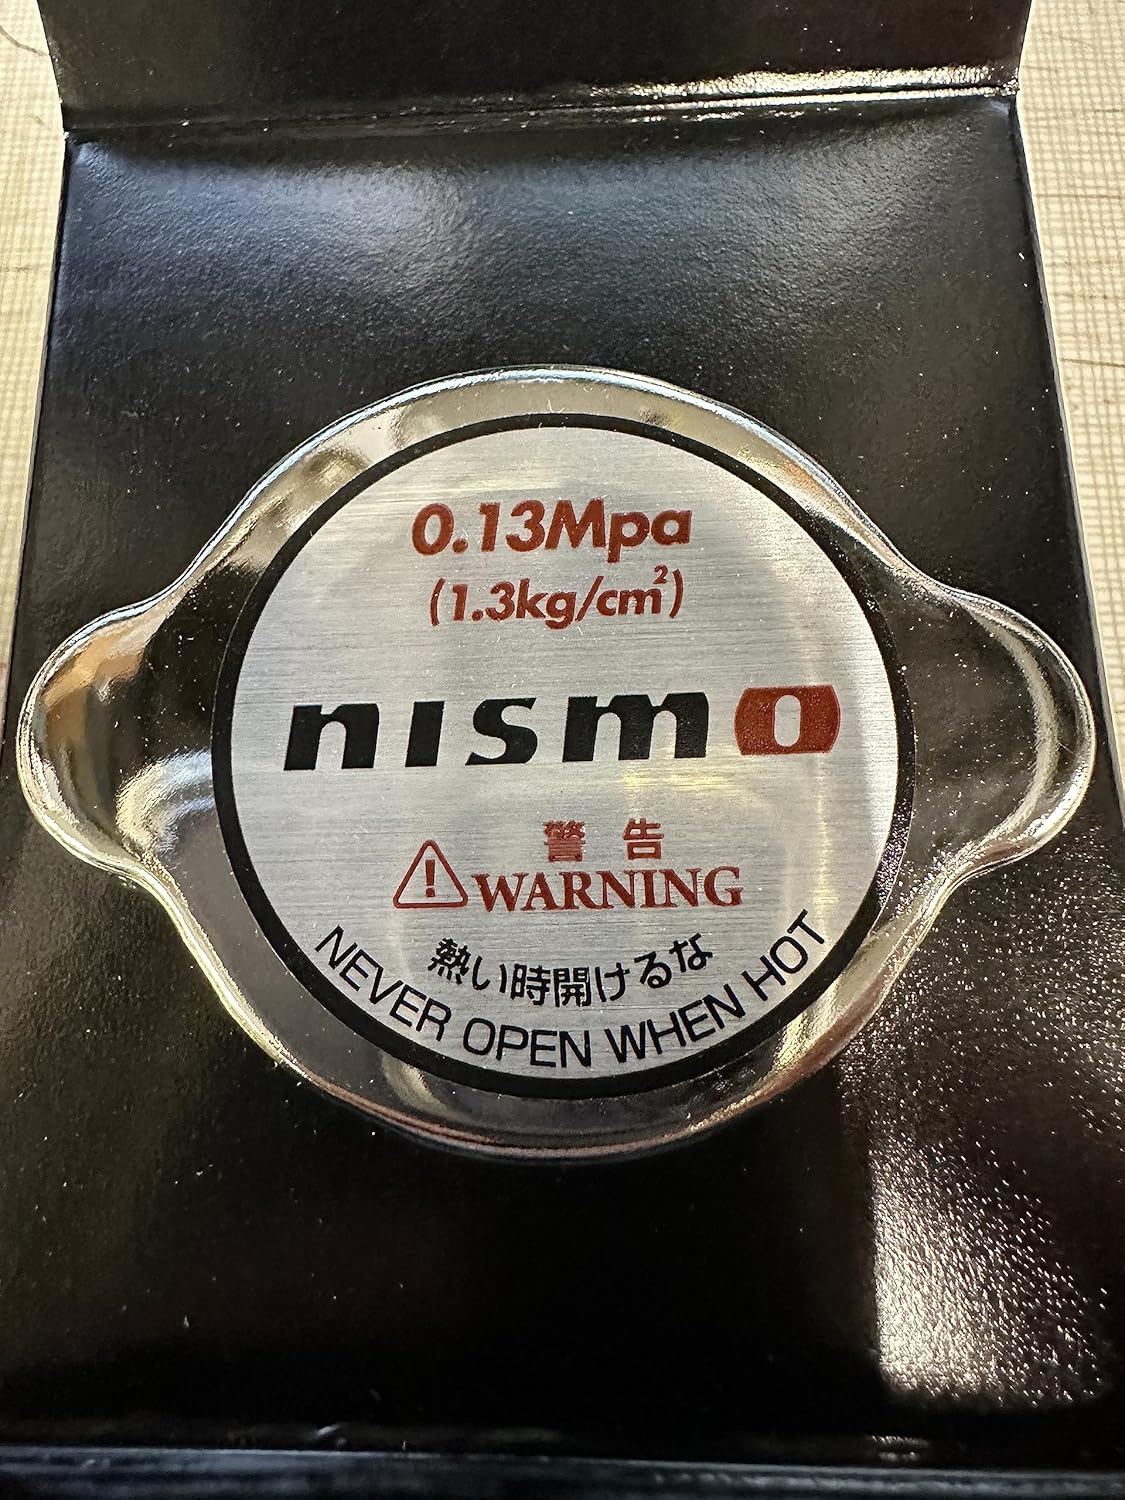 0.13Mpa
(1.3kg/cm²)
nismo
警告
WARNING
熱い時開けるな
NEVER OPEN WHEN HOT